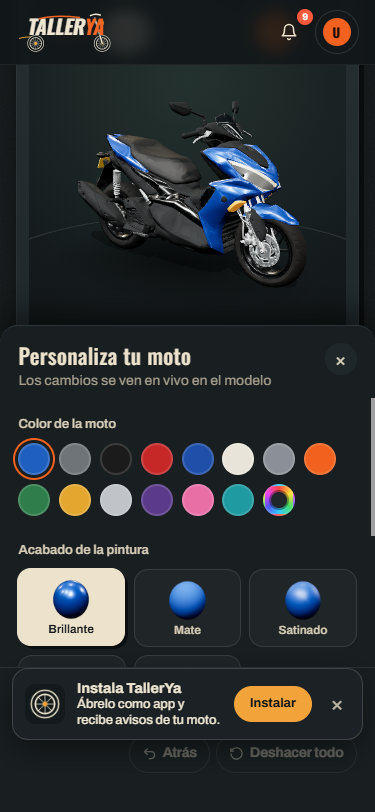 TALLERYA
9
U
Personaliza tu moto
×
Los cambios se ven en vivo en el modelo
Color de la moto
Acabado de la pintura
Brillante
Mate
Satinado
Instala TallerYa
Ábrelo como app y
recibe avisos de tu moto.
Instalar
×
Atrás
Deshacer todo